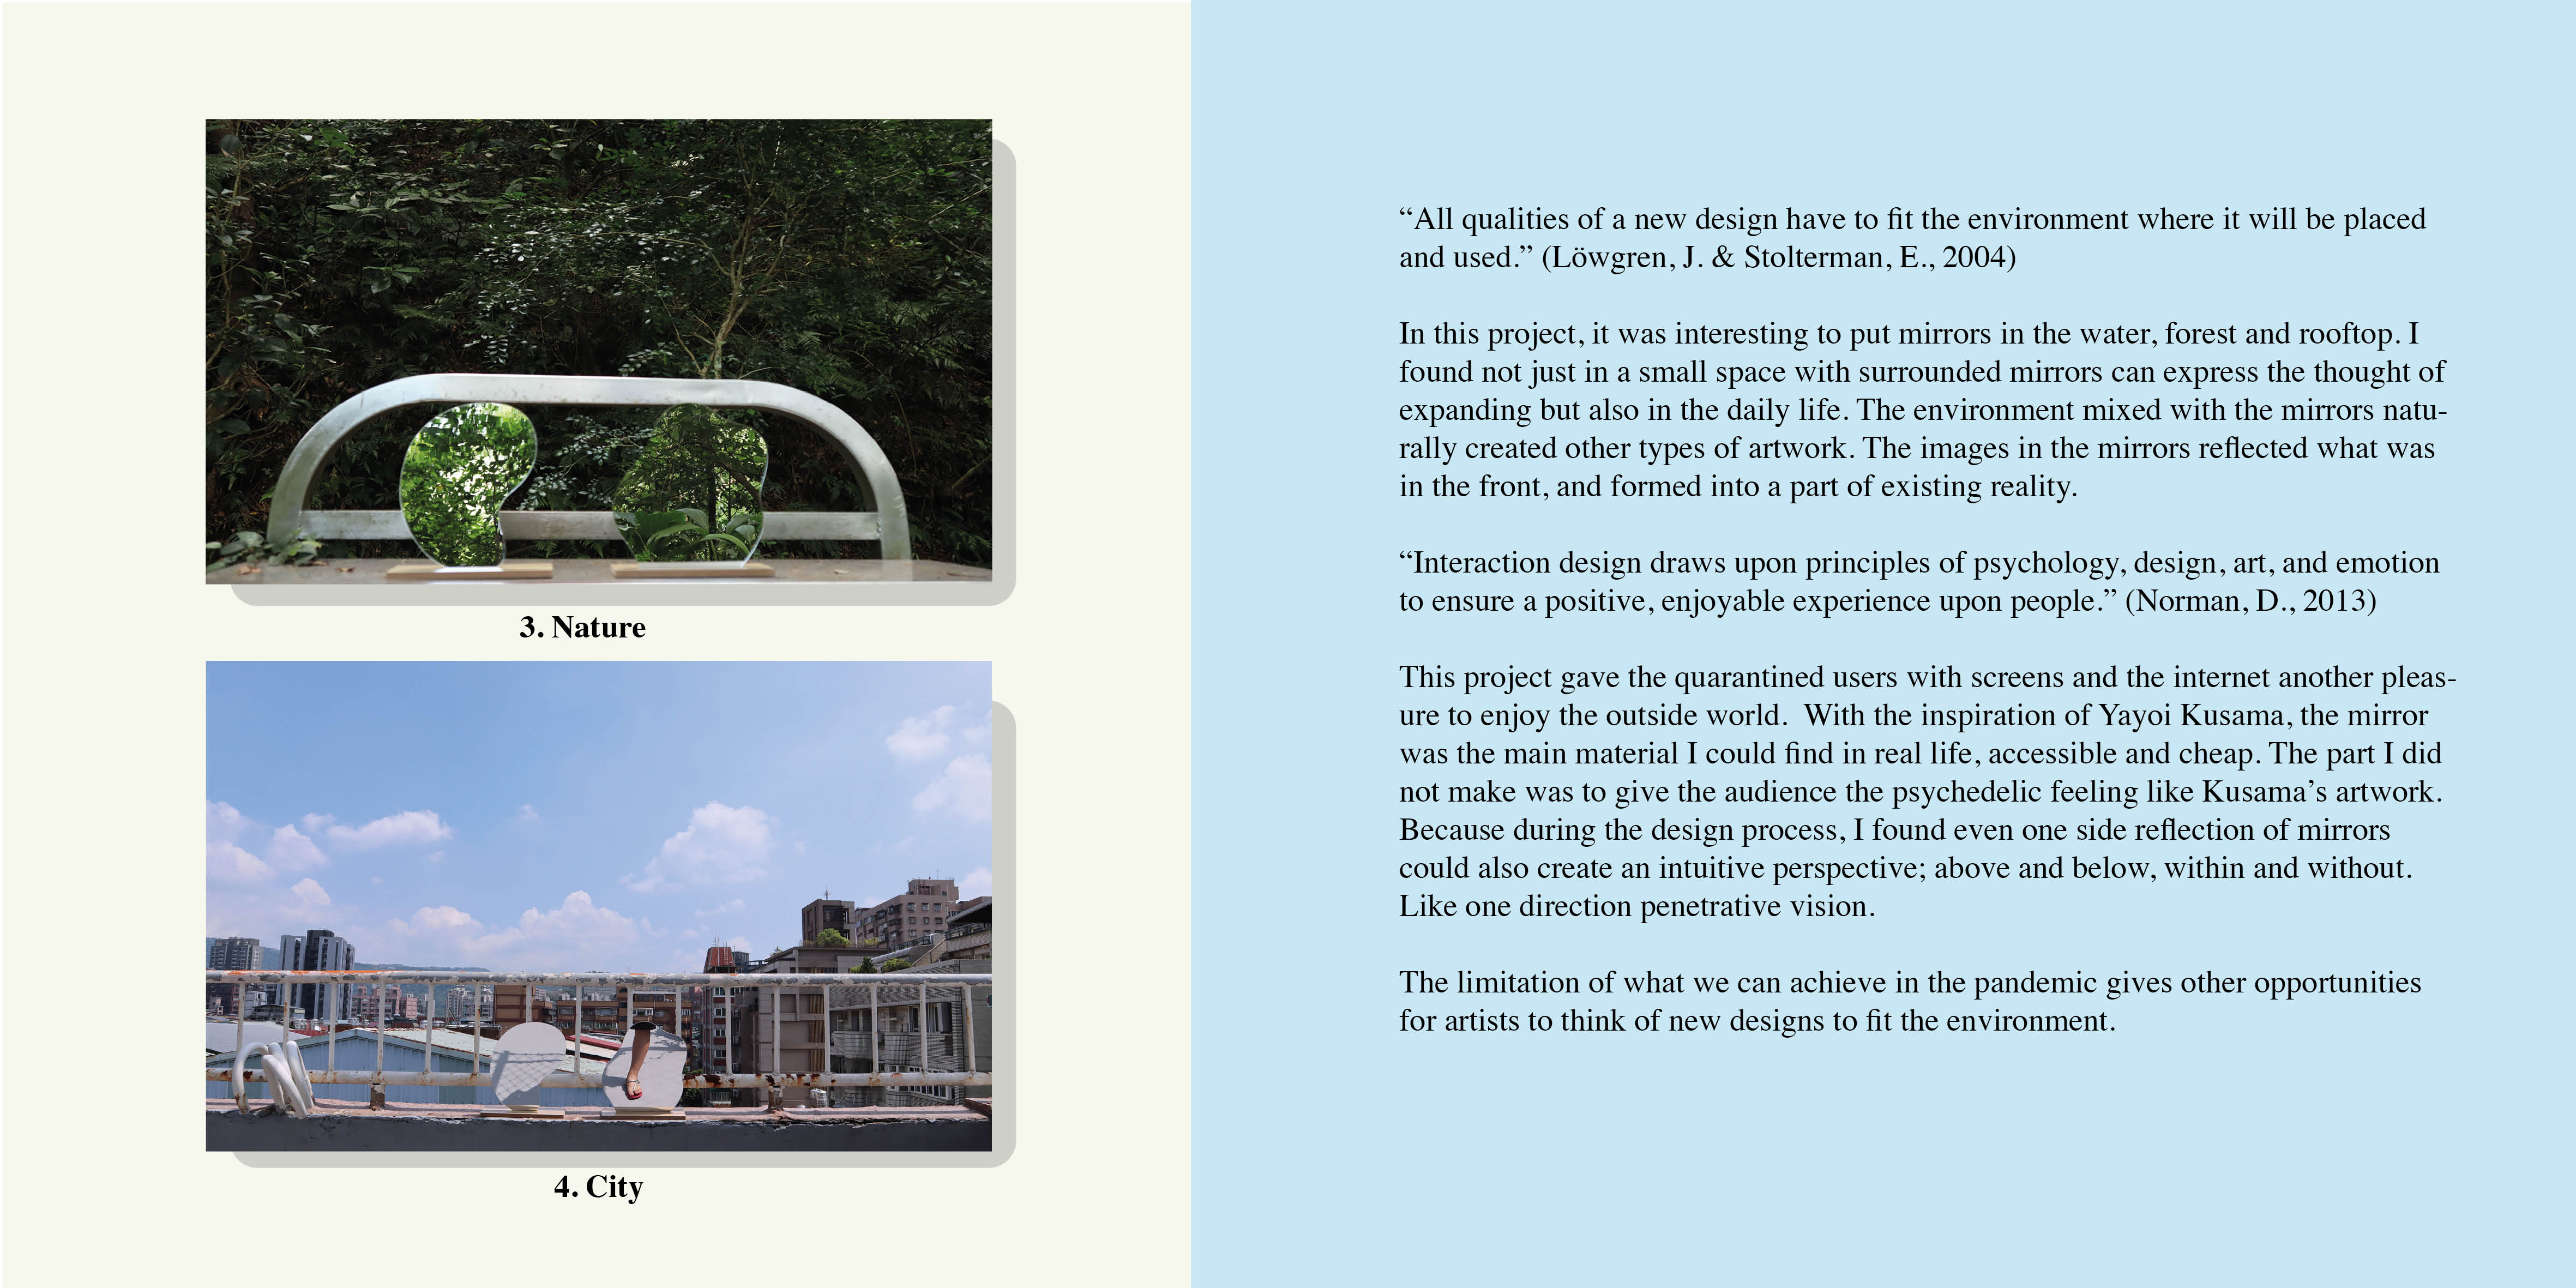 3. Nature
4. City
“All qualities of a new design have to fit the environment where it will be placed
and used.” (Löwgren, J. & Stolterman, E., 2004)
In this project, it was interesting to put mirrors in the water, forest and rooftop. I
found not just in a small space with surrounded mirrors can express the thought of
expanding but also in the daily life. The environment mixed with the mirrors natu-
rally created other types of artwork. The images in the mirrors reflected what was
in the front, and formed into a part of existing reality.
“Interaction design draws upon principles of psychology, design, art, and emotion
to ensure a positive, enjoyable experience upon people.” (Norman, D., 2013)
This project gave the quarantined users with screens and the internet another pleas-
ure to enjoy the outside world.  With the inspiration of Yayoi Kusama, the mirror
was the main material I could find in real life, accessible and cheap. The part I did
not make was to give the audience the psychedelic feeling like Kusama’s artwork.
Because during the design process, I found even one side reflection of mirrors
could also create an intuitive perspective; above and below, within and without.
Like one direction penetrative vision.
The limitation of what we can achieve in the pandemic gives other opportunities
for artists to think of new designs to fit the environment.